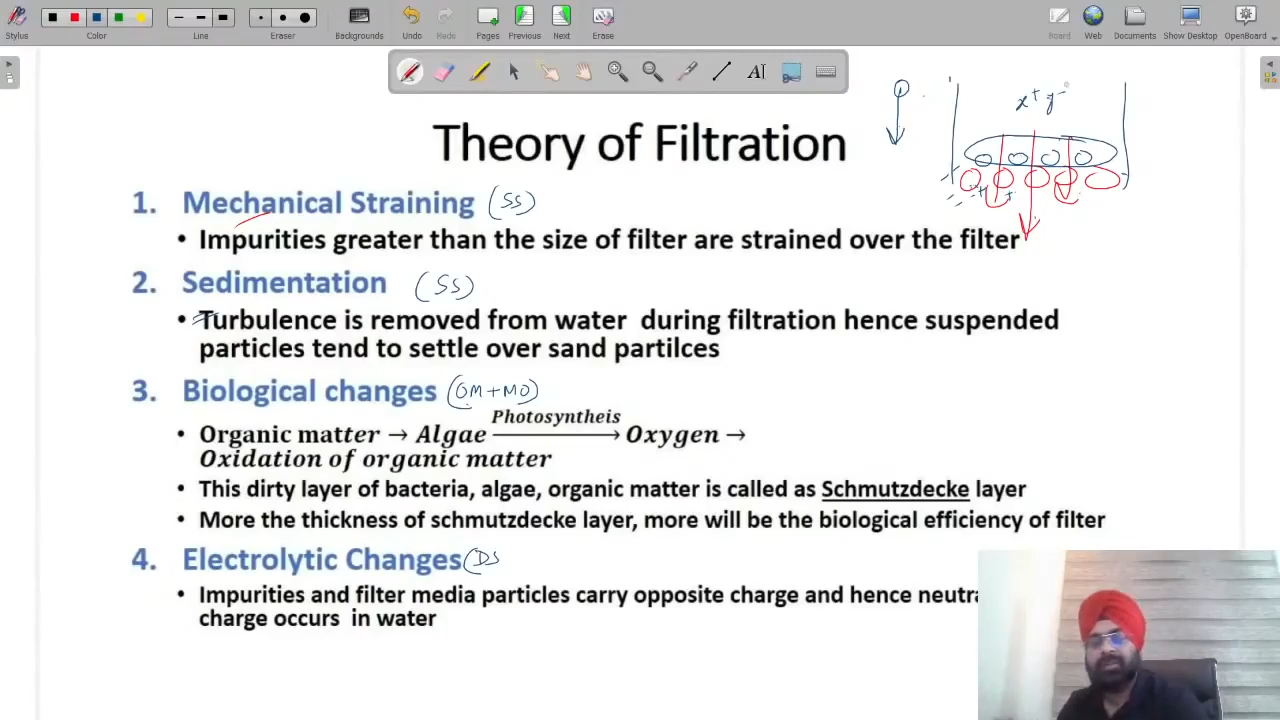 Stylus Color Line Eraser Backgrounds Undo Redo Pages Previous Next Erase Board Web Documents Show Desktop OpenBoard
x+ y-
Theory of Filtration
1. Mechanical Straining (SS)
• Impurities greater than the size of filter are strained over the filter
2. Sedimentation (SS)
• Turbulence is removed from water during filtration hence suspended
particles tend to settle over sand partilces
3. Biological changes (OM+MO)
• Organic matter → Algae Photosyntheis → Oxygen →
Oxidation of organic matter
• This dirty layer of bacteria, algae, organic matter is called as Schmutzdecke layer
• More the thickness of schmutzdecke layer, more will be the biological efficiency of filter
4. Electrolytic Changes (DS
• Impurities and filter media particles carry opposite charge and hence
charge occurs in water